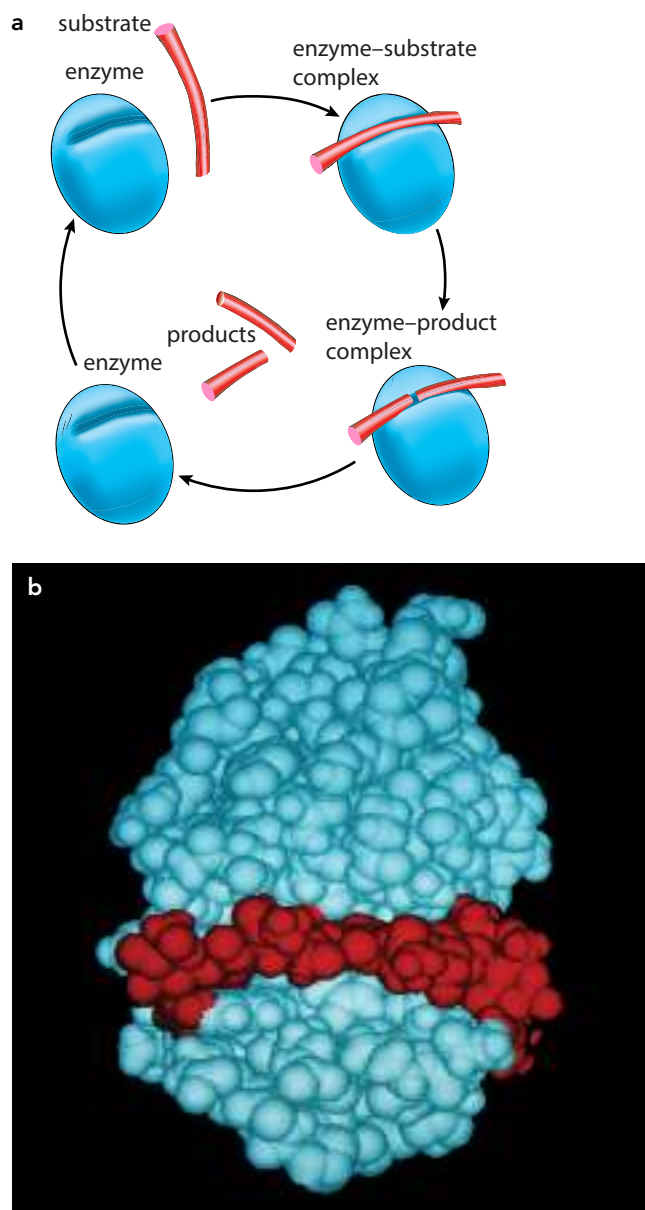 a
substrate
enzyme
enzyme–substrate
complex
enzyme–product
complex
products
enzyme
b